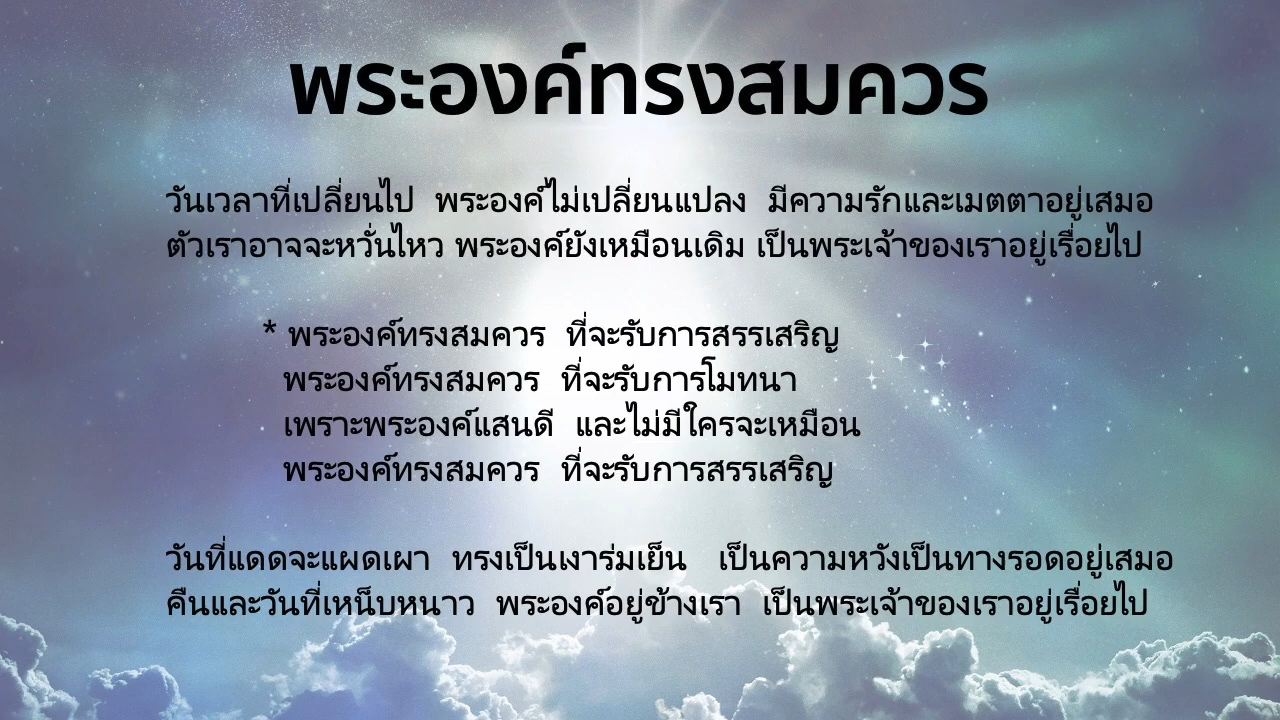 พระองค์ทรงสมควร
วันเวลาที่เปลี่ยนไป พระองค์ไม่เปลี่ยนแปลง มีความรักและเมตตาอยู่เสมอ
ตัวเราอาจจะหวั่นไหว พระองค์ยังเหมือนเดิม เป็นพระเจ้าของเราอยู่เรื่อยไป
* พระองค์ทรงสมควร ที่จะรับการสรรเสริญ
พระองค์ทรงสมควร ที่จะรับการโมทนา
เพราะพระองค์แสนดี และไม่มีใครจะเหมือน
พระองค์ทรงสมควร ที่จะรับการสรรเสริญ
วันที่แดดจะแผดเผา ทรงเป็นเงาร่มเย็น เป็นความหวังเป็นทางรอดอยู่เสมอ
คืนและวันที่เหน็บหนาว พระองค์อยู่ข้างเรา เป็นพระเจ้าของเราอยู่เรื่อยไป